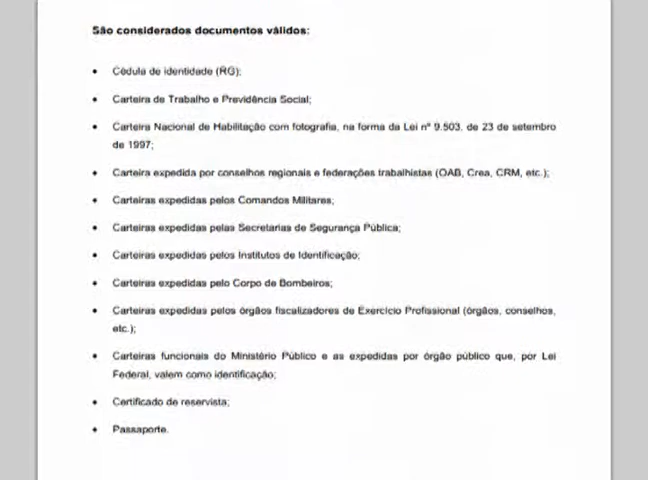 São considerados documentos válidos:
• Cédula de identidade (RG);
• Carteira de Trabalho e Previdência Social;
• Carteira Nacional de Habilitação com fotografia, na forma da Lei nº 9.503, de 23 de setembro
de 1997;
• Carteira expedida por conselhos regionais e federações trabalhistas (OAB, Crea, CRM, etc.);
• Carteiras expedidas pelos Comandos Militares;
• Carteiras expedidas pelas Secretarias de Segurança Pública;
• Carteiras expedidas pelos Institutos de Identificação;
• Carteiras expedidas pelo Corpo de Bombeiros;
• Carteiras expedidas pelos órgãos fiscalizadores de Exercício Profissional (órgãos, conselhos,
etc.);
• Carteiras funcionais do Ministério Público e as expedidas por órgão público que, por Lei
Federal, valem como identificação;
• Certificado de reservista;
• Passaporte.